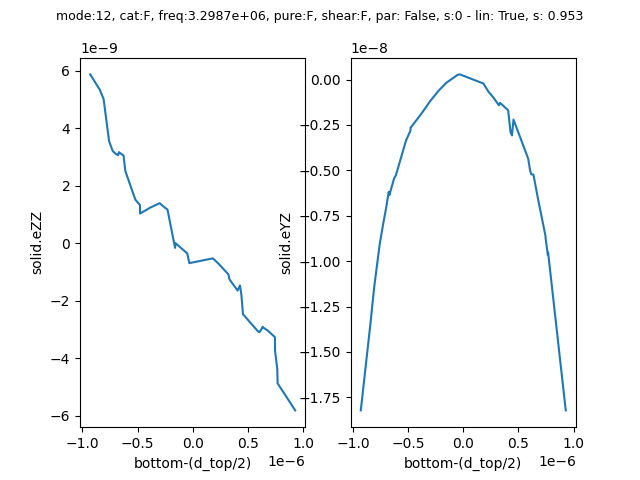 mode:12, cat:F, freq:3.2987e+06, pure:F, shear:F, par: False, s:0 - lin: True, s: 0.953
1e−9
6
4
2
0
−2
−4
−6
solid.eZZ
−1.0 −0.5 0.0 0.5 1.0
bottom-(d_top/2) 1e−6
1e−8
0.00
−0.25
−0.50
−0.75
−1.00
−1.25
−1.50
−1.75
solid.eYZ
−1.0 −0.5 0.0 0.5 1.0
bottom-(d_top/2) 1e−6